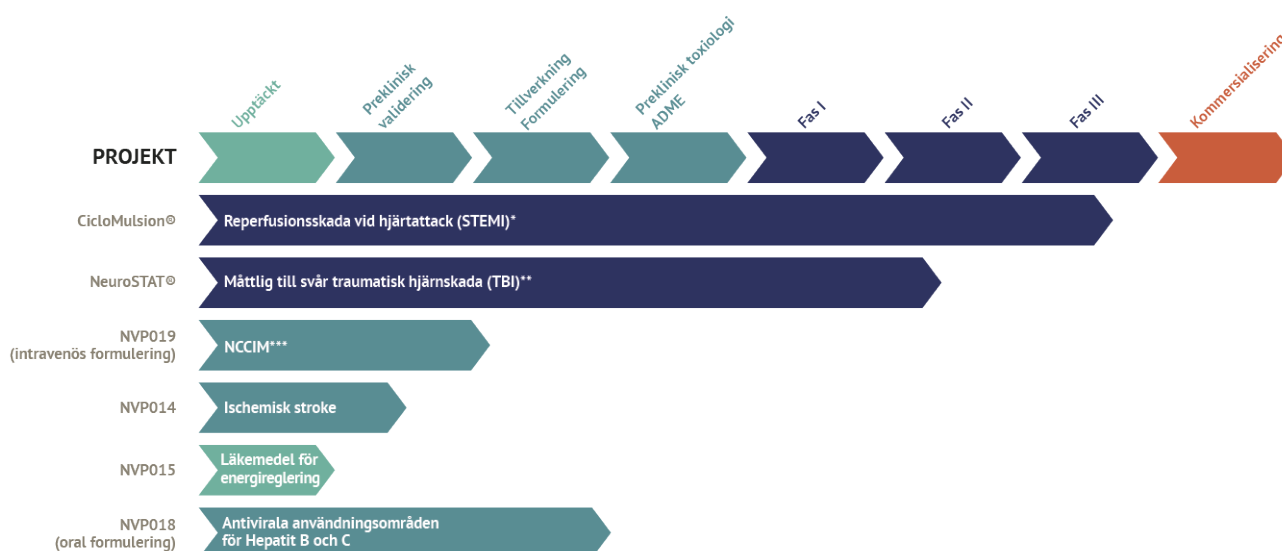 Upptäckt
Preklinisk
validering
Tillverkning
Formulering
Preklinisk toxiologi
ADME
Fas I
Fas II
Fas III
Kommersialisering
PROJEKT
CicloMulsion®
Reperfusionsskada vid hjärtattack (STEMI)*
NeuroSTAT®
Måttlig till svår traumatisk hjärnskada (TBI)**
NVP019
(intravenös formulering)
NCCIM***
NVP014
Ischemisk stroke
NVP015
Läkemedel för
energireglering
NVP018
(oral formulering)
Antivirala användningsområden
för Hepatit B och C